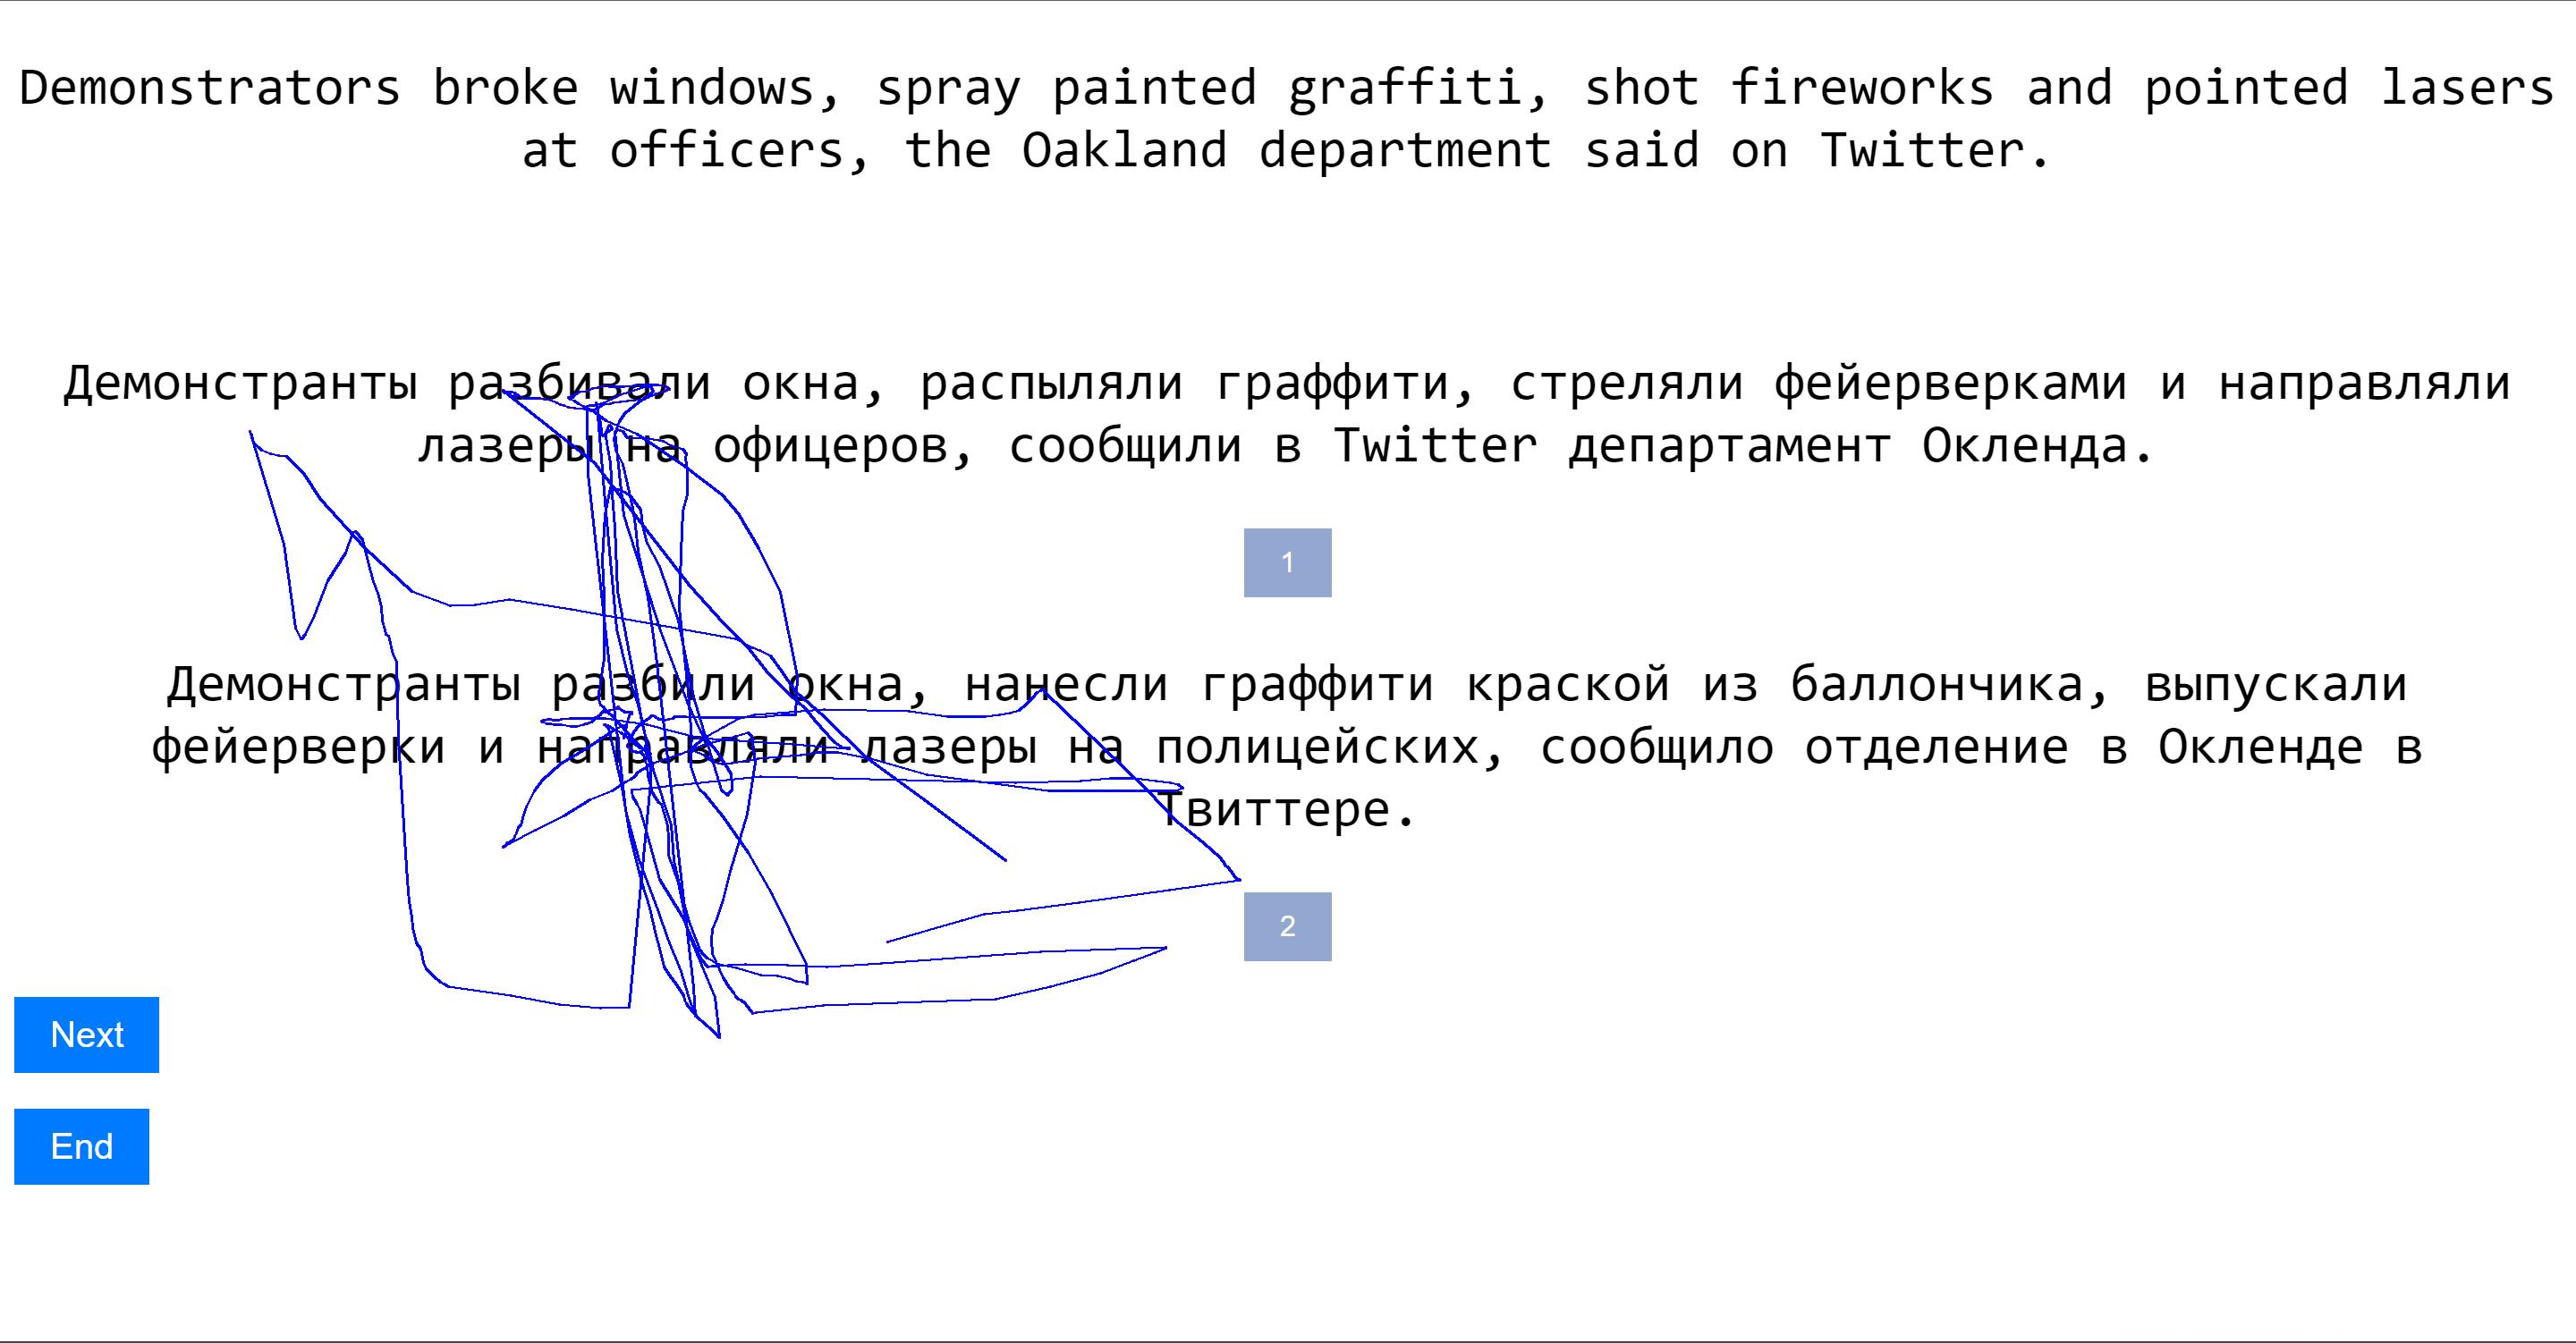 Demonstrators broke windows, spray painted graffiti, shot fireworks and pointed lasers
at officers, the Oakland department said on Twitter.
Демонстранты разбивали окна, распыляли граффити, стреляли фейерверками и направляли
лазеры на офицеров, сообщили в Twitter департамент Окленда.
1
Демонстранты разбили окна, нанесли граффити краской из баллончика, выпускали
фейерверки и направляли лазеры на полицейских, сообщило отделение в Окленде в
Твиттере.
2
Next
End